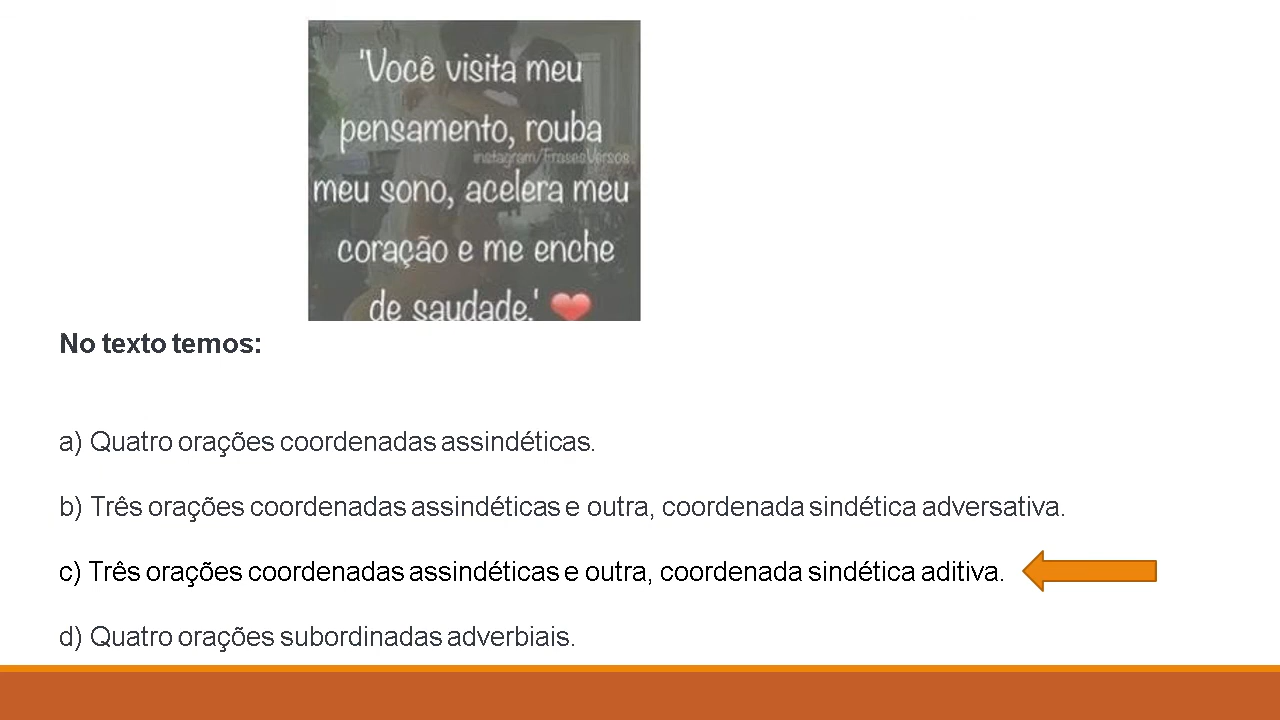 'Você visita meu
pensamento, rouba
instagram/FrasesVersos
meu sono, acelera meu
coração e me enche
de saudade.'
No texto temos:
a) Quatro orações coordenadas assindéticas.
b) Três orações coordenadas assindéticas e outra, coordenada sindética adversativa.
c) Três orações coordenadas assindéticas e outra, coordenada sindética aditiva.
d) Quatro orações subordinadas adverbiais.